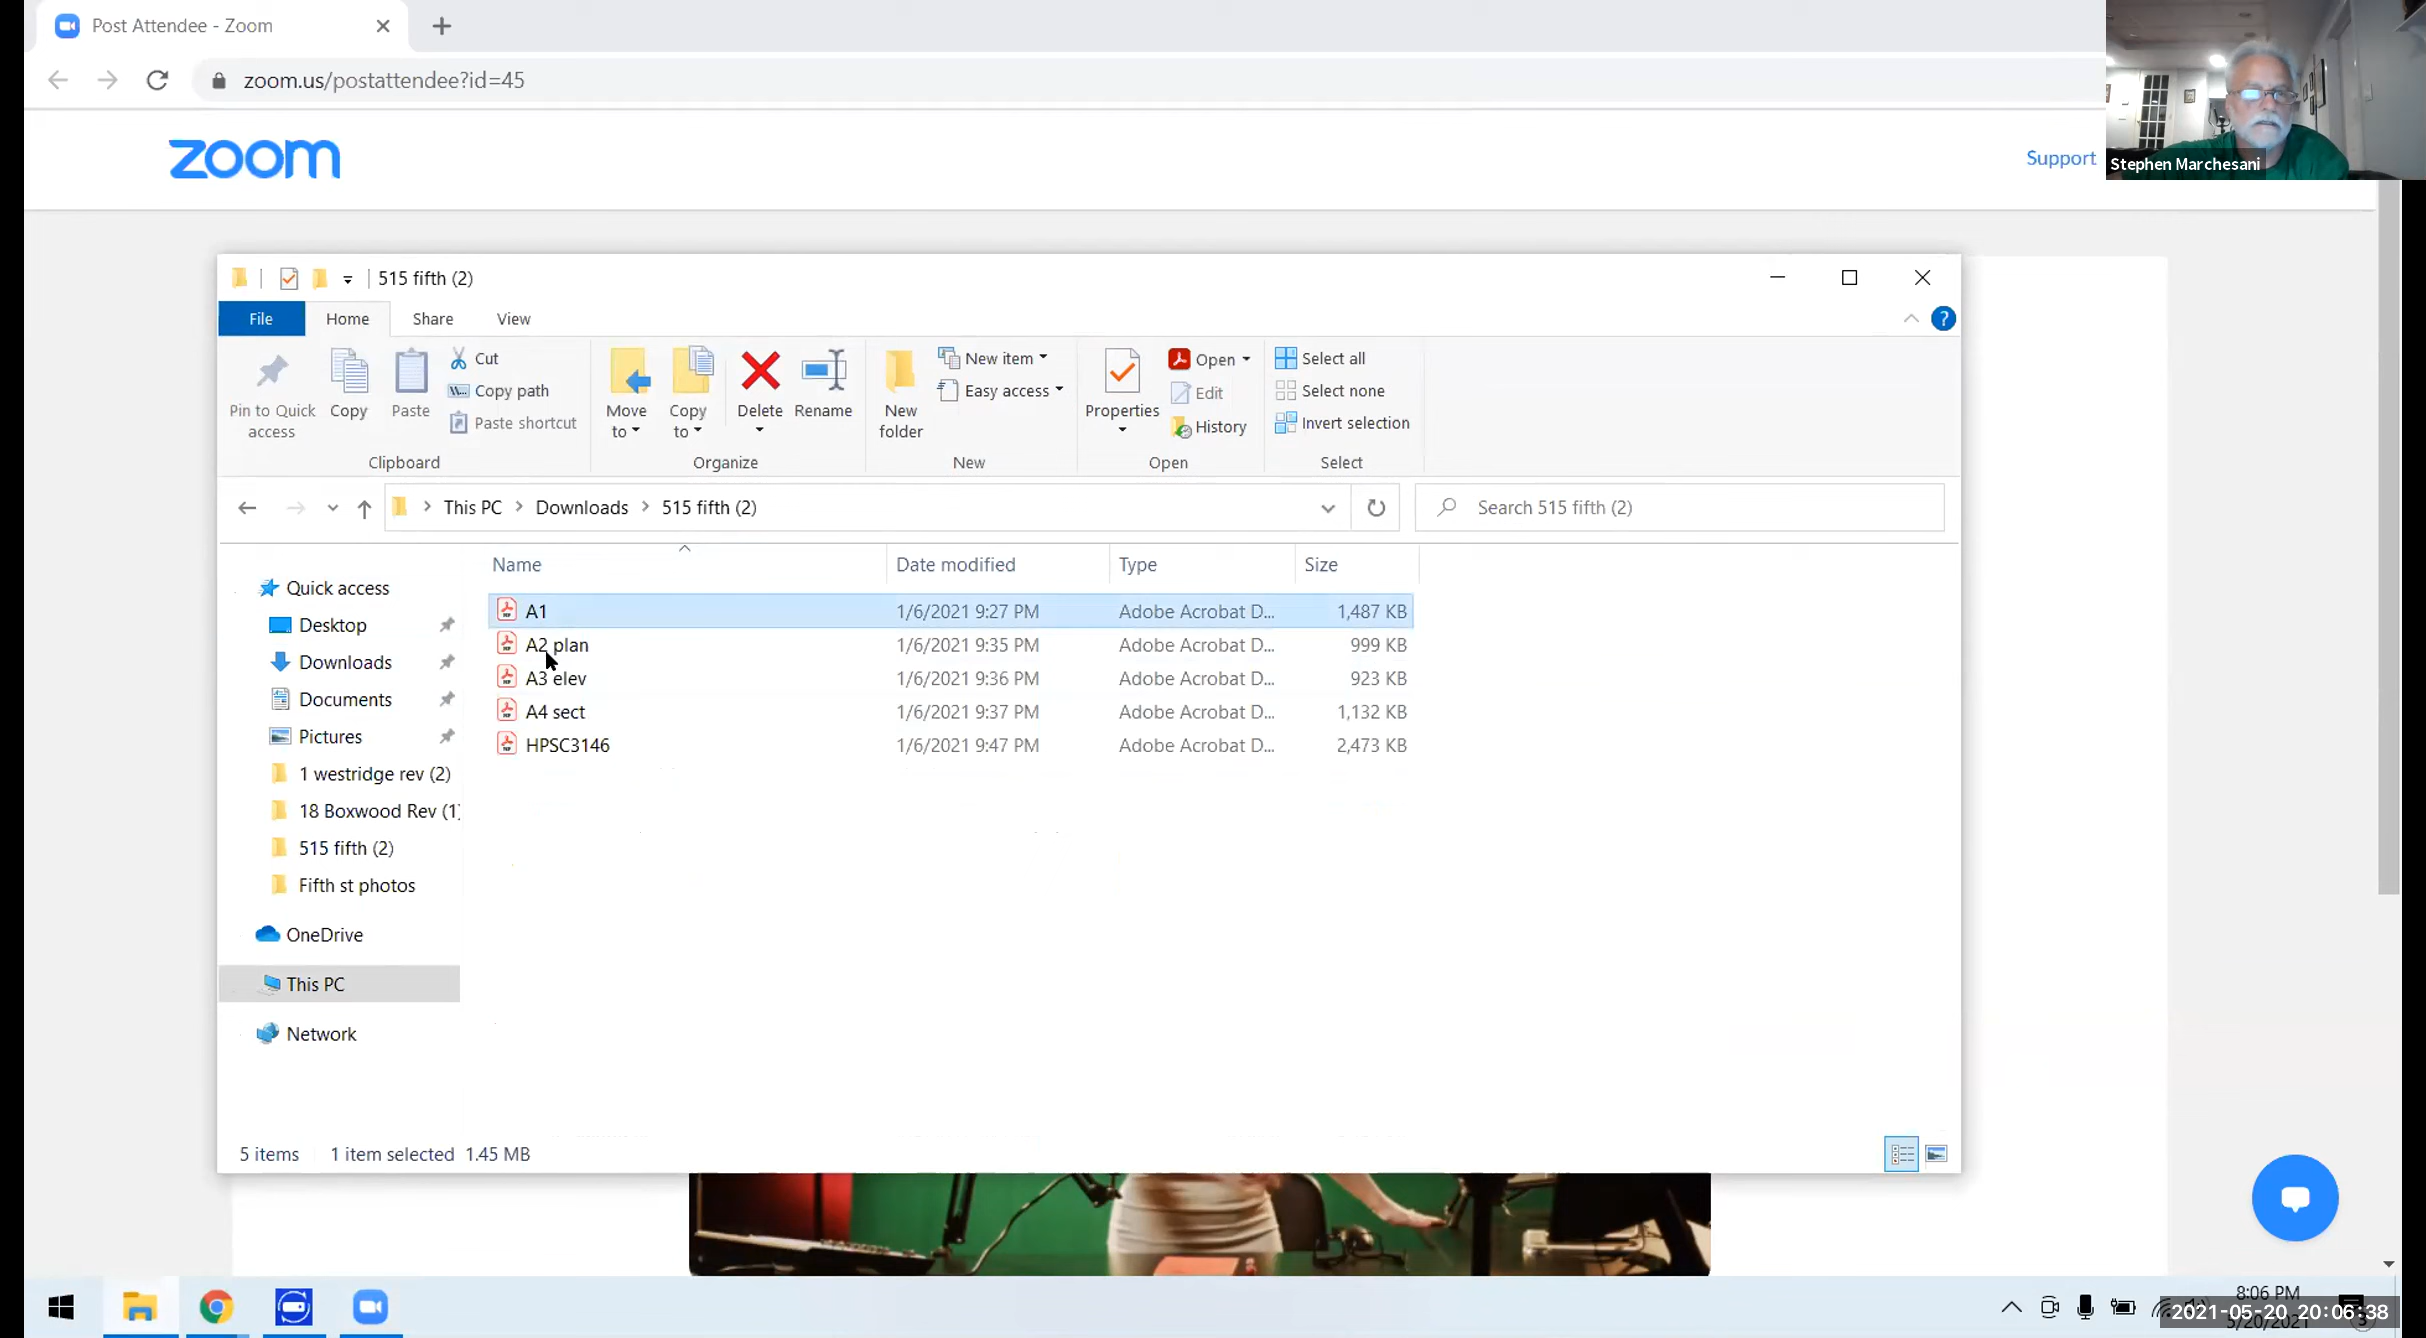 Post Attendee - Zoom
zoom.us/postattendee?id=45
zoom
Support
Stephen Marchesani
515 fifth (2)
File Home Share View
Pin to Quick access
Copy
Paste
Cut
Copy path
Paste shortcut
Clipboard
Move to
Copy to
Delete
Rename
Organize
New folder
New item
Easy access
New
Properties
Open
Edit
History
Open
Select all
Select none
Invert selection
Select
This PC > Downloads > 515 fifth (2)
Search 515 fifth (2)
Name Date modified Type Size
A1 1/6/2021 9:27 PM Adobe Acrobat D... 1,487 KB
A2 plan 1/6/2021 9:35 PM Adobe Acrobat D... 999 KB
A3 elev 1/6/2021 9:36 PM Adobe Acrobat D... 923 KB
A4 sect 1/6/2021 9:37 PM Adobe Acrobat D... 1,132 KB
HPSC3146 1/6/2021 9:47 PM Adobe Acrobat D... 2,473 KB
Quick access
Desktop
Downloads
Documents
Pictures
1 westridge rev (2)
18 Boxwood Rev (1)
515 fifth (2)
Fifth st photos
OneDrive
This PC
Network
5 items 1 item selected 1.45 MB
8:06 PM
2021-05-20 20:06:38
5/20/2021